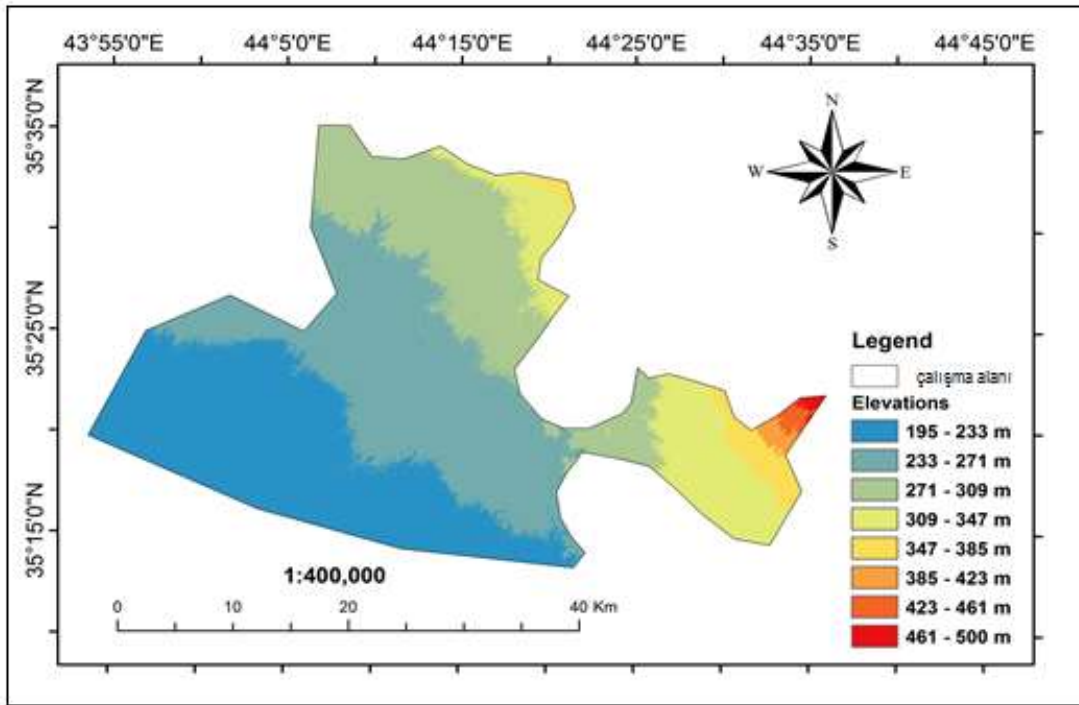 43°55'0"E 44°5'0"E 44°15'0"E 44°25'0"E 44°35'0"E 44°45'0"E
35°35'0"N
35°25'0"N
35°15'0"N
N
W E
S
Legend
çalışma alanı
Elevations
195 - 233 m
233 - 271 m
271 - 309 m
309 - 347 m
347 - 385 m
385 - 423 m
423 - 461 m
461 - 500 m
1:400,000
0 10 20 40 Km